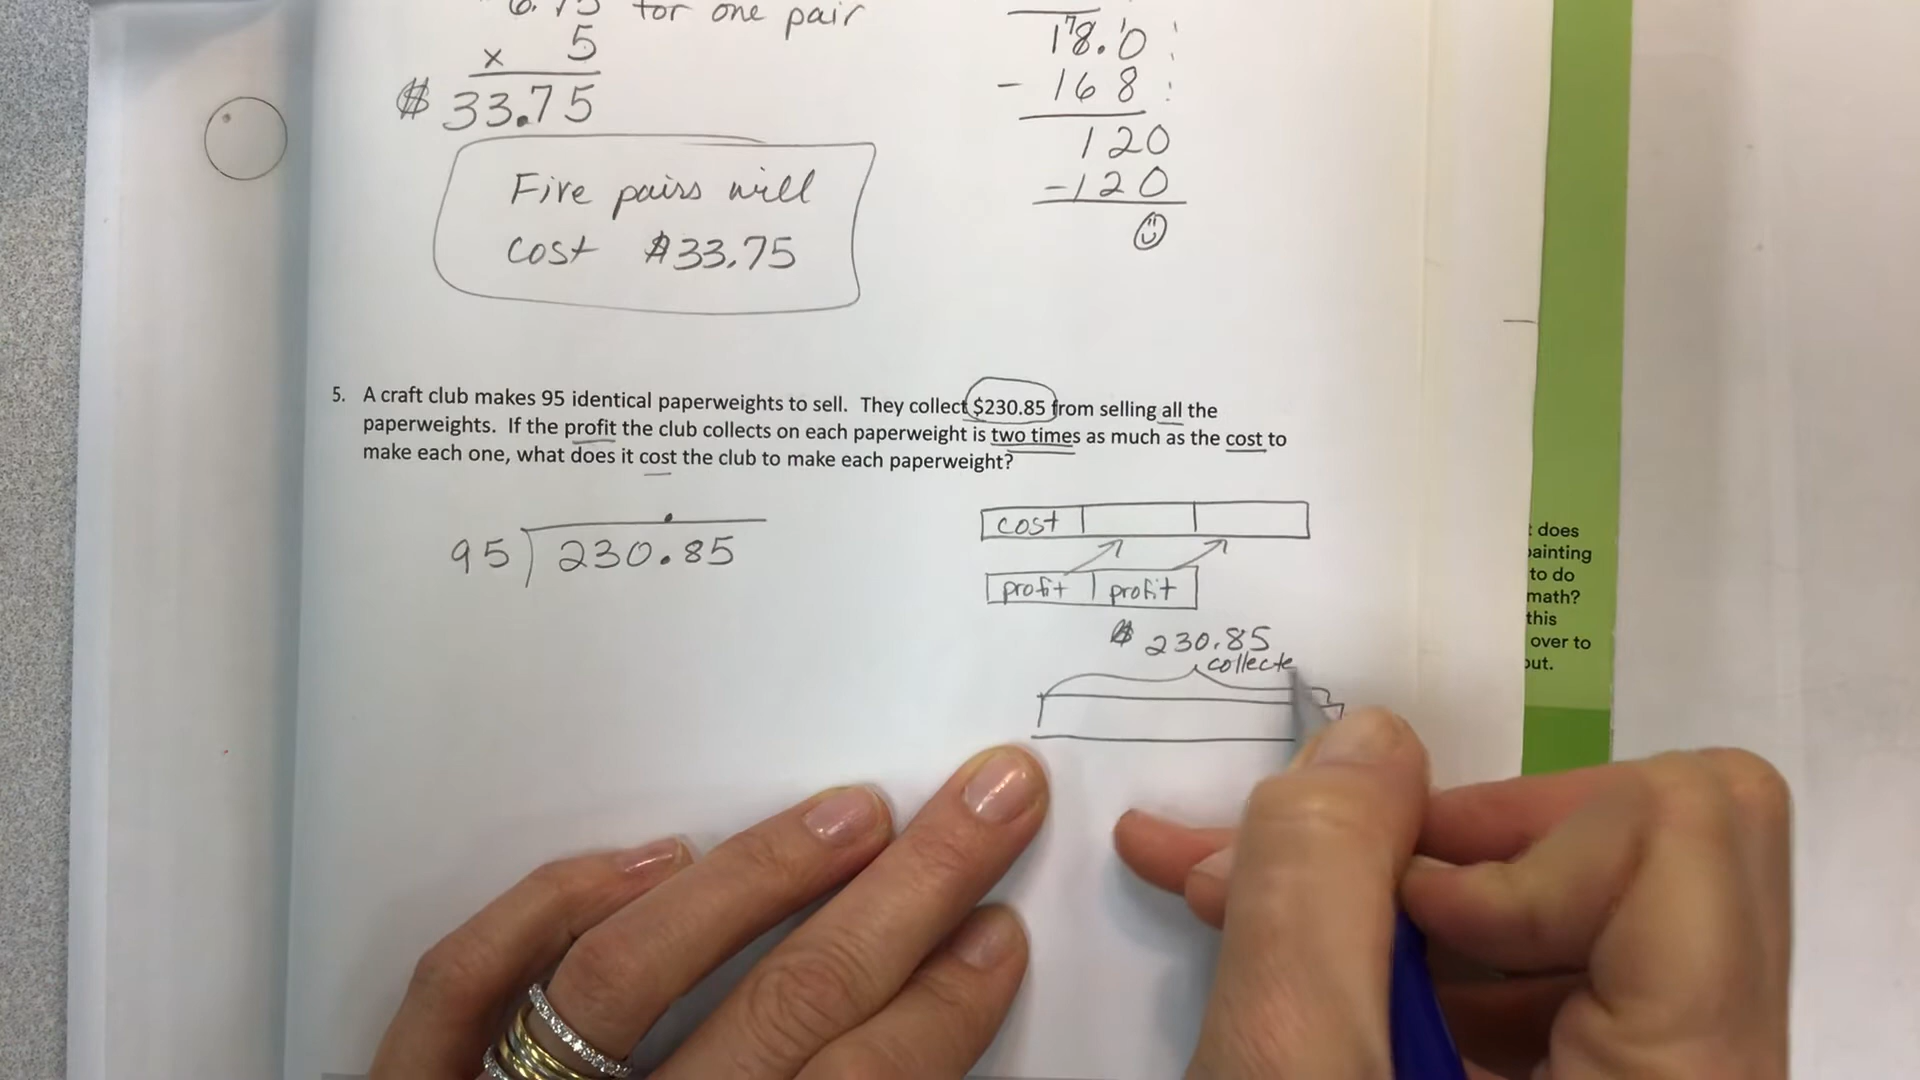 6.75 for one pair
x 5
$ 33.75
Five pairs will
cost $33.75
18.0
- 168
120
-120
5. A craft club makes 95 identical paperweights to sell. They collect $230.85 from selling all the
paperweights. If the profit the club collects on each paperweight is two times as much as the cost to
make each one, what does it cost the club to make each paperweight?
95 230.85
cost
profit profit
$ 230.85
collecte
does
painting
to do
math?
this
over to
out.